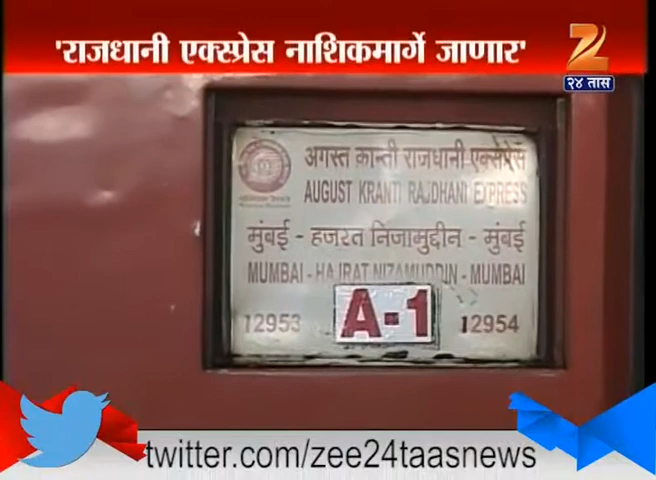 'राजधानी एक्स्प्रेस नाशिकमार्गे जाणार'
२४ तास
अगस्त क्रान्ती राजधानी एक्सप्रेस
AUGUST KRANTI RAJDHANI EXPRESS
मुंबई - हजरत निजामुद्दीन - मुंबई
MUMBAI - HAJRAT NIZAMUDDIN - MUMBAI
12953 A-1 12954
twitter.com/zee24taasnews